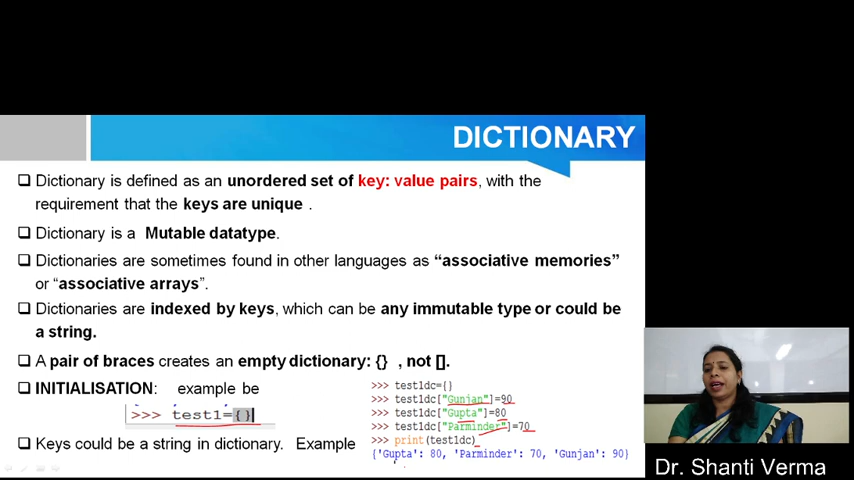 DICTIONARY
❑ Dictionary is defined as an unordered set of key: value pairs, with the
requirement that the keys are unique .
❑ Dictionary is a Mutable datatype.
❑ Dictionaries are sometimes found in other languages as “associative memories”
or “associative arrays”.
❑ Dictionaries are indexed by keys, which can be any immutable type or could be
a string.
❑ A pair of braces creates an empty dictionary: {} , not [].
❑ INITIALISATION: example be
>>> test1={}
❑ Keys could be a string in dictionary. Example
>>> test1dc={}
>>> test1dc["Gunjan"]=90
>>> test1dc["Gupta"]=80
>>> test1dc["Parminder"]=70
>>> print(test1dc)
{'Gupta': 80, 'Parminder': 70, 'Gunjan': 90}
Dr. Shanti Verma